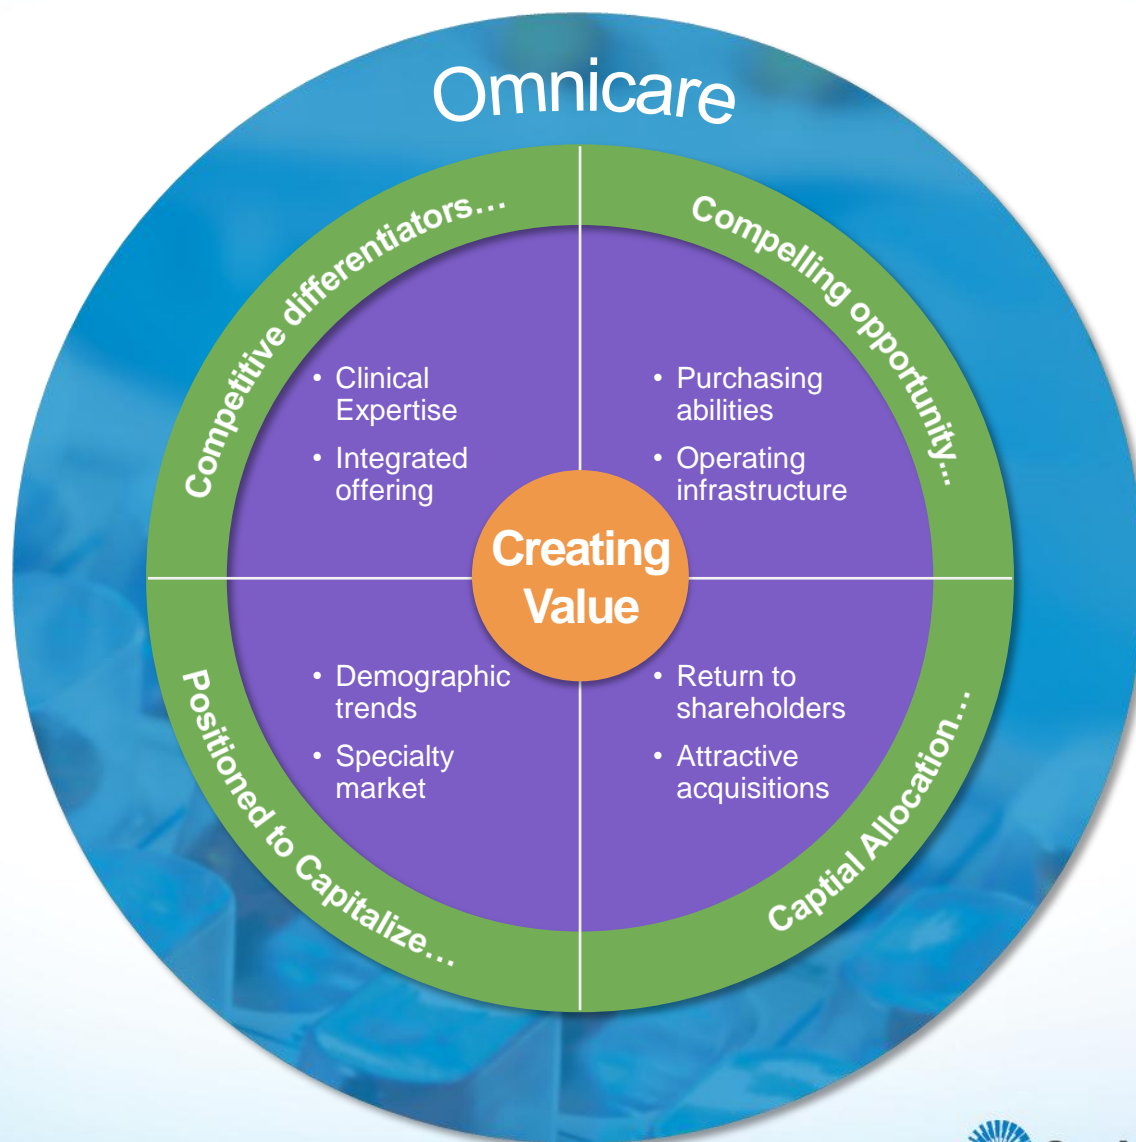 Omnicare
Competitive differentiators…
• Clinical
Expertise
• Integrated
offering
Compelling opportunity…
• Purchasing
abilities
• Operating
infrastructure
Creating
Value
Positioned to Capitalize…
• Demographic
trends
• Specialty
market
Captial Allocation…
• Return to
shareholders
• Attractive
acquisitions